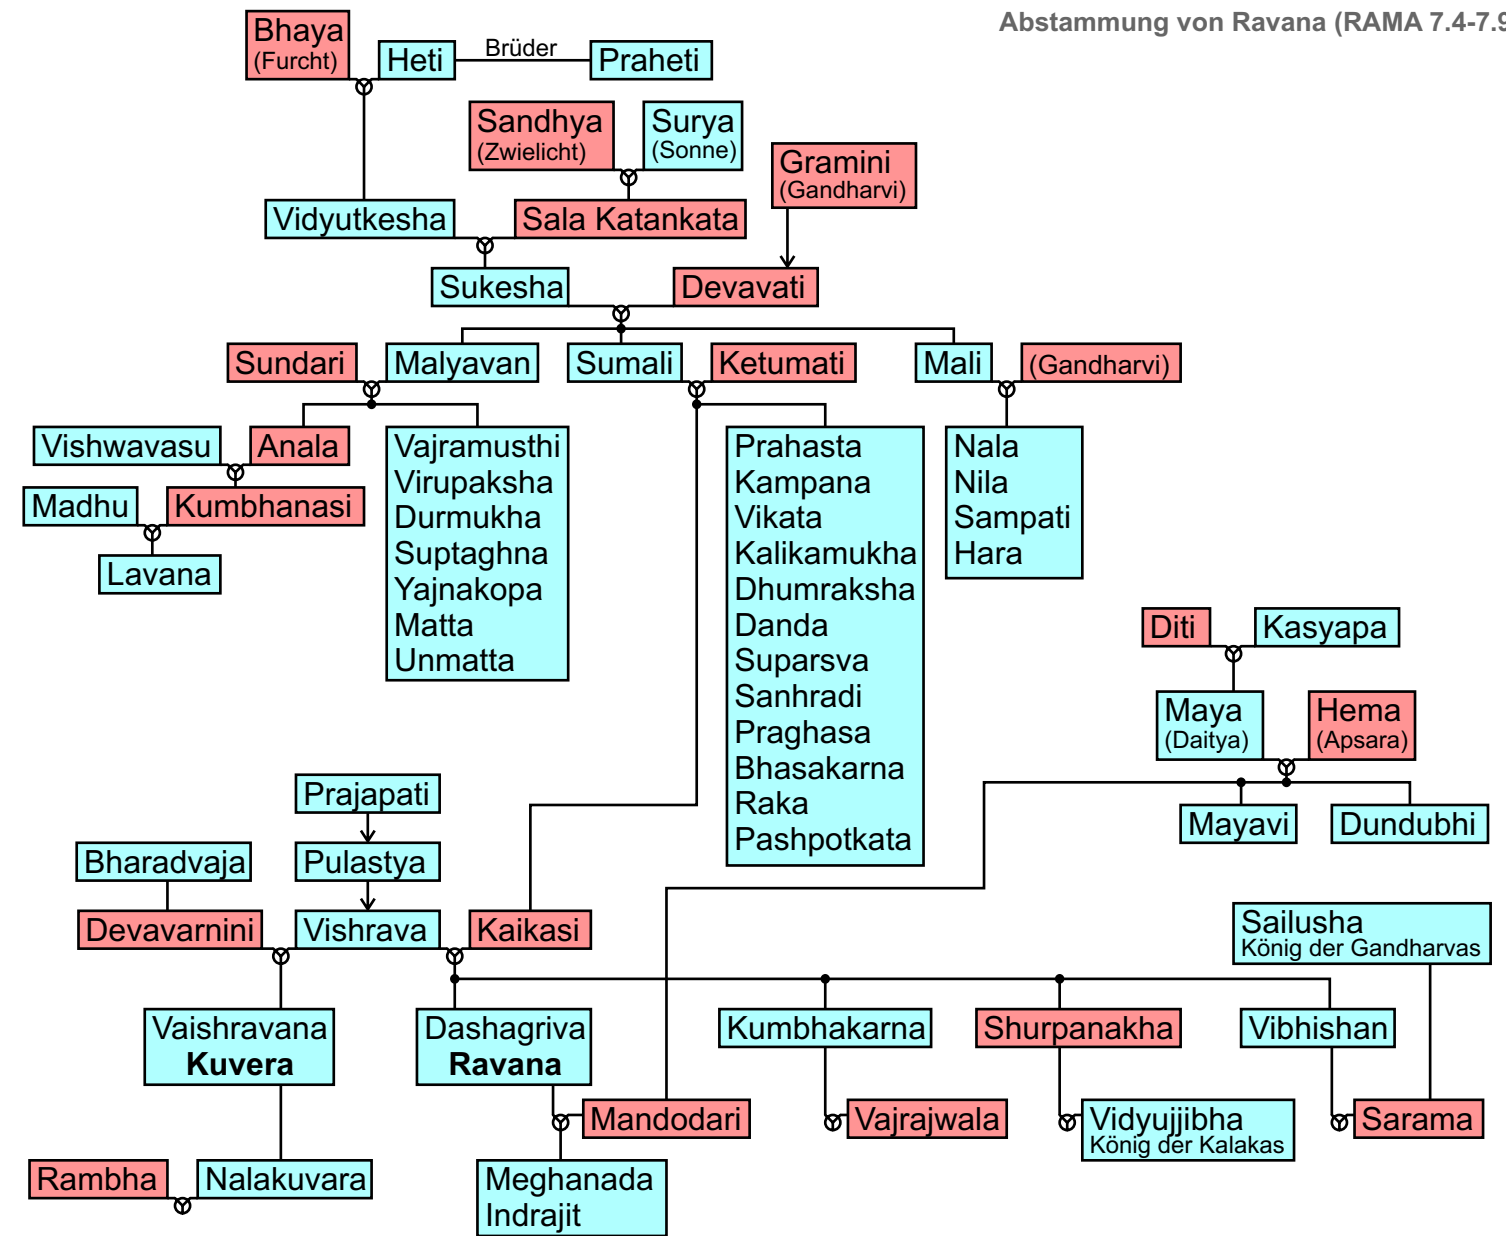 Abstammung von Ravana (RAMA 7.4-7.9
Bhaya
(Furcht)
Heti
Brüder
Praheti
Sandhya
(Zwielicht)
Surya
(Sonne)
Gramini
(Gandharvi)
Vidyutkesha
Sala Katankata
Sukesha
Devavati
Sundari
Malyavan
Sumali
Ketumati
Mali
(Gandharvi)
Vishwavasu
Anala
Madhu
Kumbhanasi
Lavana
Vajramusthi
Virupaksha
Durmukha
Suptaghna
Yajnakopa
Matta
Unmatta
Prahasta
Kampana
Vikata
Kalikamukha
Dhumraksha
Danda
Suparsva
Sanhradi
Praghasa
Bhasakarna
Raka
Pashpotkata
Nala
Nila
Sampati
Hara
Diti
Kasyapa
Maya
(Daitya)
Hema
(Apsara)
Mayavi
Dundubhi
Prajapati
Bharadvaja
Pulastya
Devavarnini
Vishrava
Kaikasi
Sailusha
König der Gandharvas
Vaishravana
Kuvera
Dashagriva
Ravana
Kumbhakarna
Shurpanakha
Vibhishan
Mandodari
Vajrajwala
Vidyujjibha
König der Kalakas
Sarama
Rambha
Nalakuvara
Meghanada
Indrajit